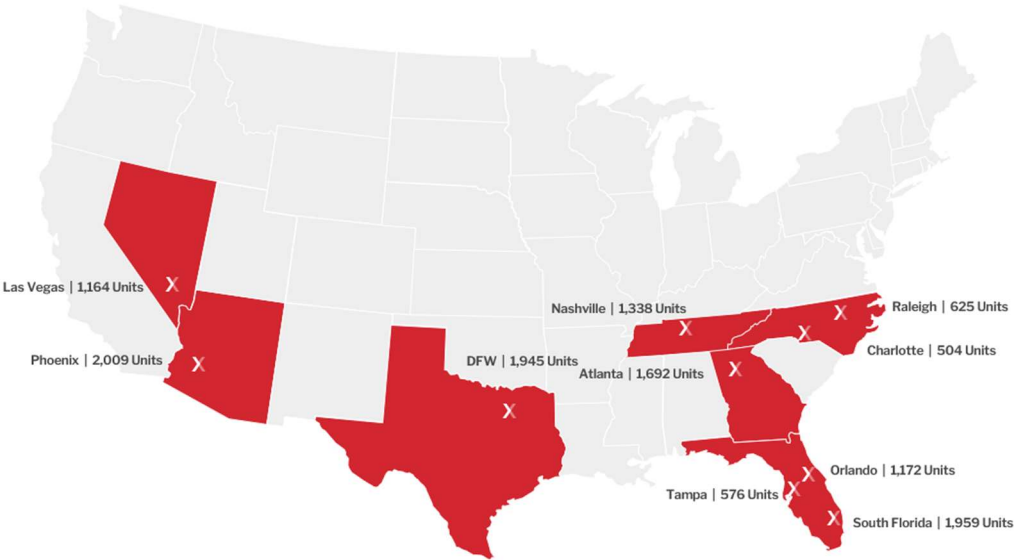 Las Vegas | 1,164 Units
Nashville | 1,338 Units
Raleigh | 625 Units
Phoenix | 2,009 Units
DFW | 1,945 Units
Charlotte | 504 Units
Atlanta | 1,692 Units
Orlando | 1,172 Units
Tampa | 576 Units
South Florida | 1,959 Units